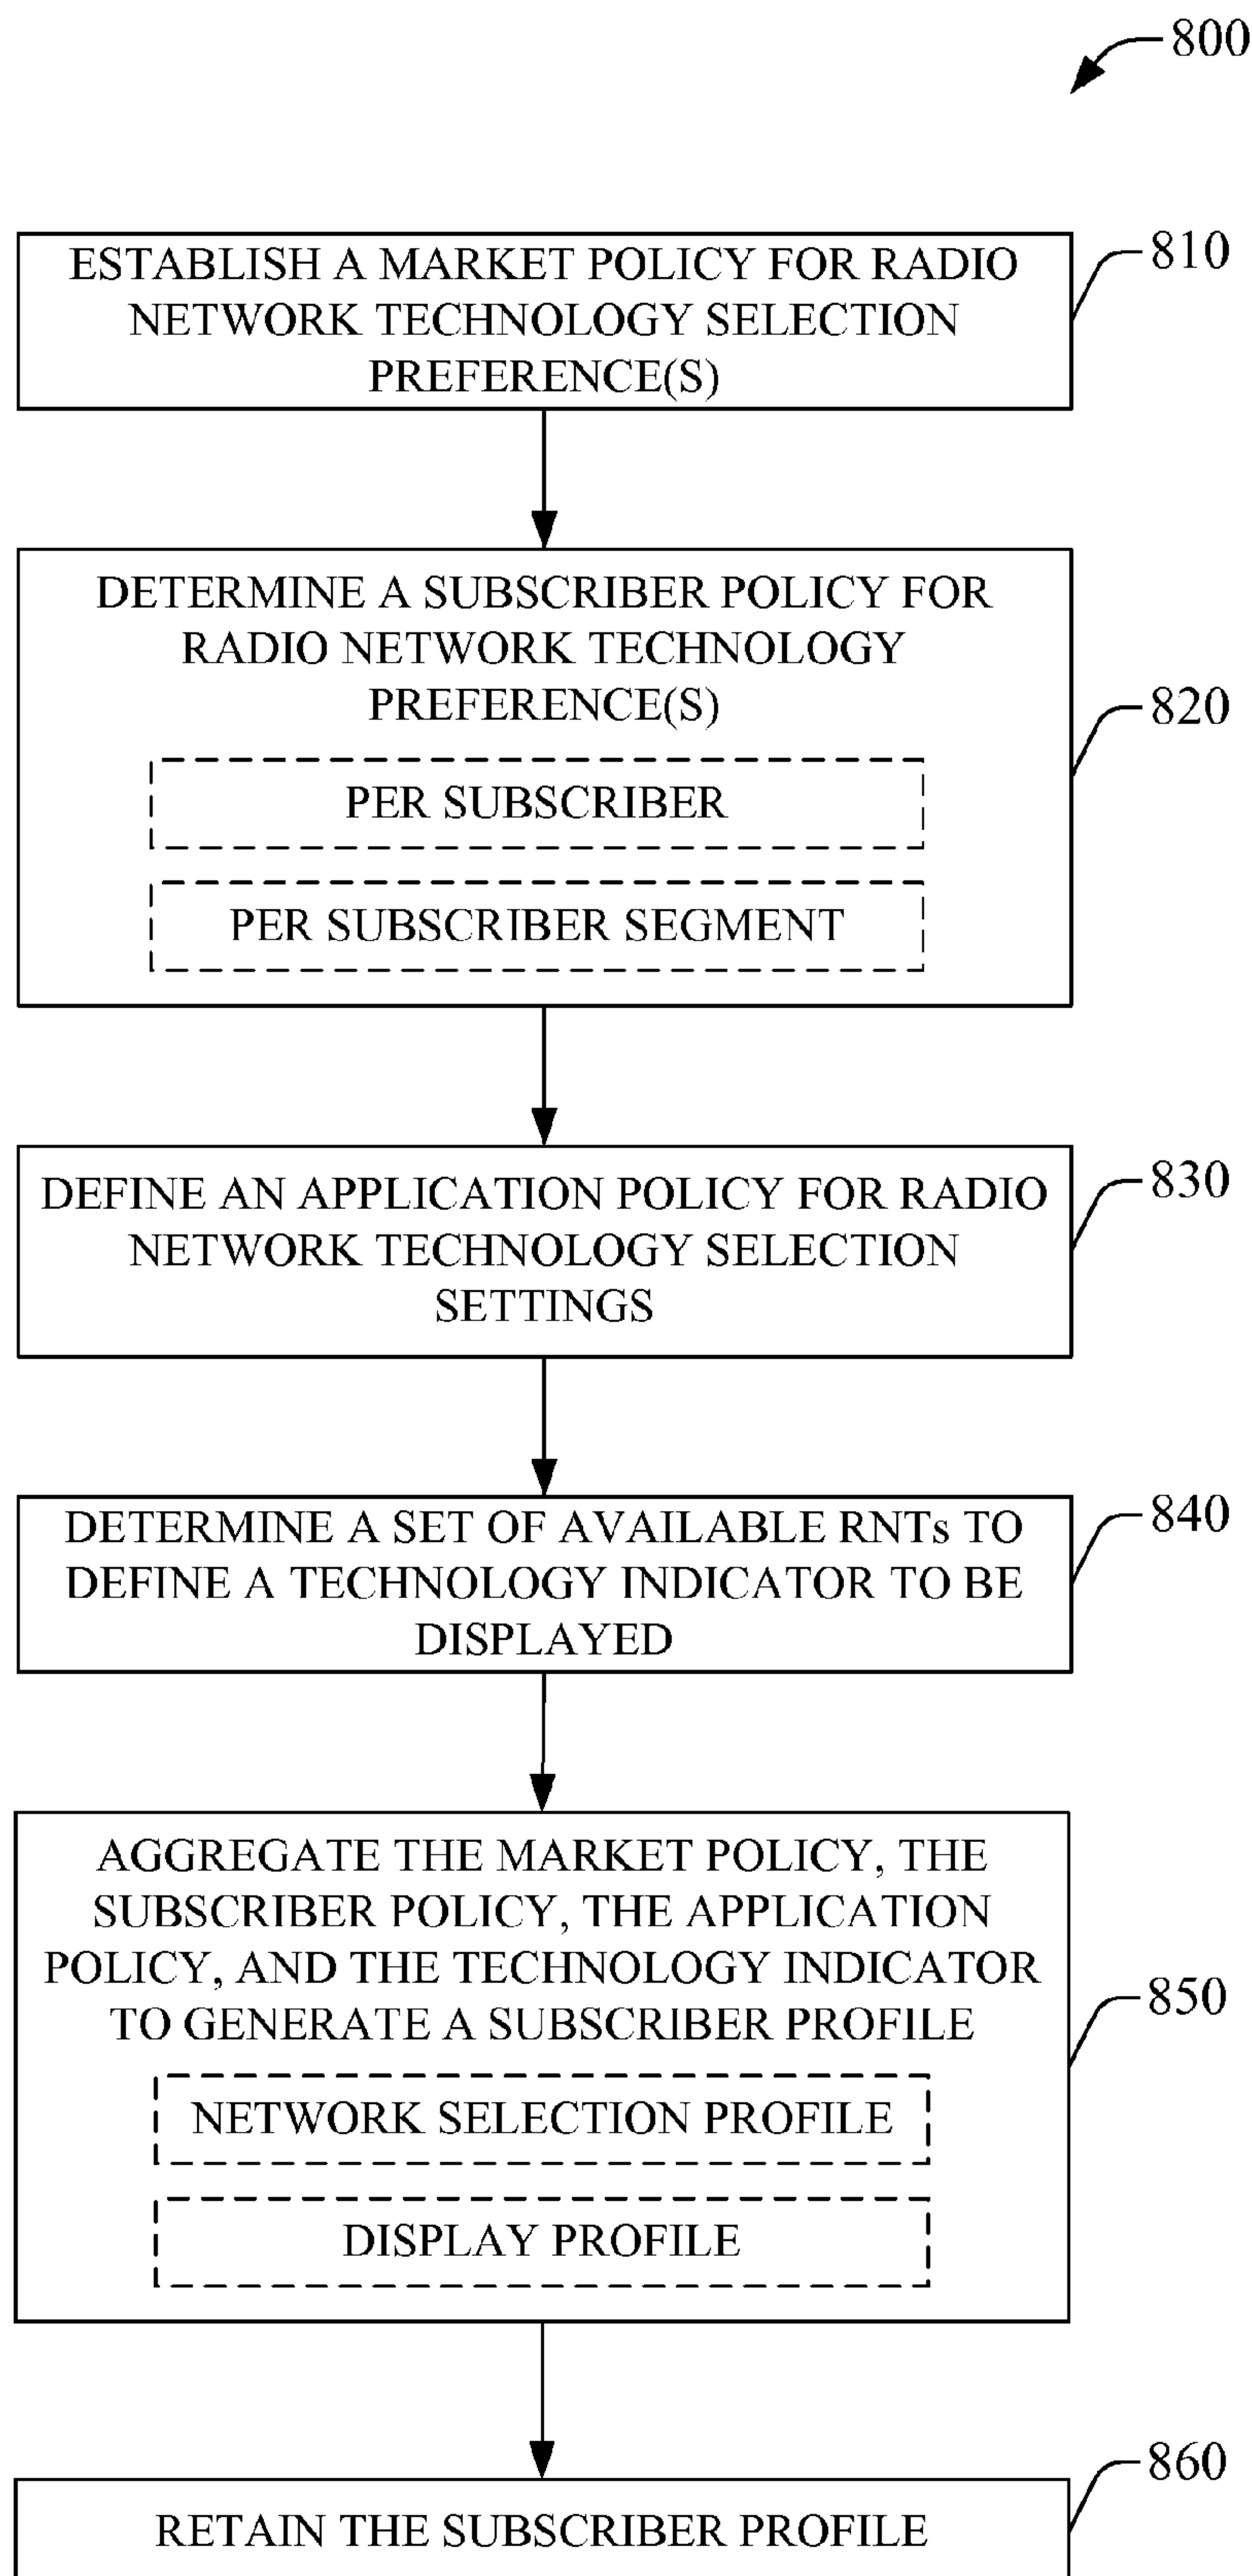 800
ESTABLISH A MARKET POLICY FOR RADIO
NETWORK TECHNOLOGY SELECTION
PREFERENCE(S)
810
DETERMINE A SUBSCRIBER POLICY FOR
RADIO NETWORK TECHNOLOGY
PREFERENCE(S)
PER SUBSCRIBER
PER SUBSCRIBER SEGMENT
820
DEFINE AN APPLICATION POLICY FOR RADIO
NETWORK TECHNOLOGY SELECTION
SETTINGS
830
DETERMINE A SET OF AVAILABLE RNTs TO
DEFINE A TECHNOLOGY INDICATOR TO BE
DISPLAYED
840
AGGREGATE THE MARKET POLICY, THE
SUBSCRIBER POLICY, THE APPLICATION
POLICY, AND THE TECHNOLOGY INDICATOR
TO GENERATE A SUBSCRIBER PROFILE
NETWORK SELECTION PROFILE
DISPLAY PROFILE
850
RETAIN THE SUBSCRIBER PROFILE
860